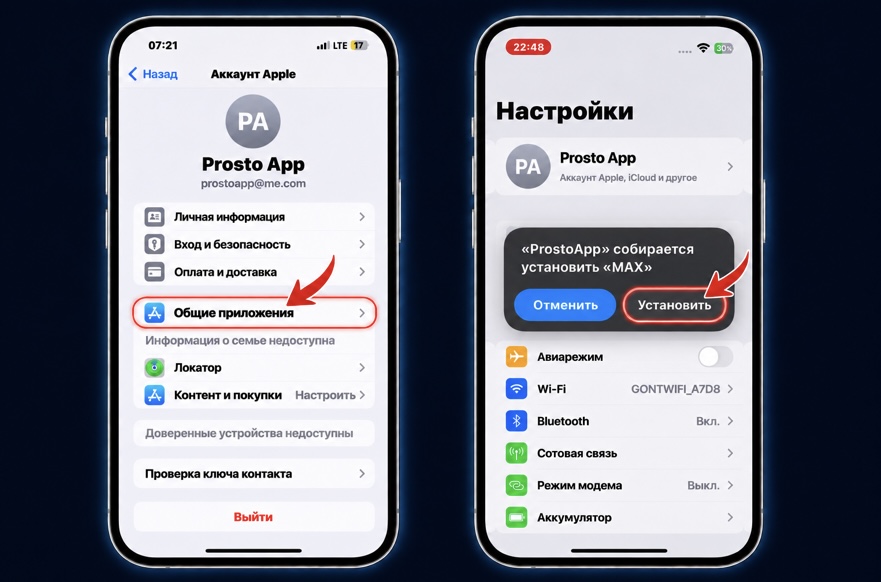 07:21
LTE 17
Назад
Аккаунт Apple
PA
Prosto App
prostoapp@me.com
Личная информация
Вход и безопасность
Оплата и доставка
Общие приложения
Информация о семье недоступна
Локатор
Контент и покупки Настроить
Доверенные устройства недоступны
Проверка ключа контакта
Выйти
22:48
30%
Настройки
PA
Prosto App
Аккаунт Apple, iCloud и другое
«ProstoApp» собирается
установить «MAX»
Отменить
Установить
Авиарежим
Wi-Fi GONTWIFI_A7D8
Bluetooth Вкл.
Сотовая связь
Режим модема Выкл.
Аккумулятор